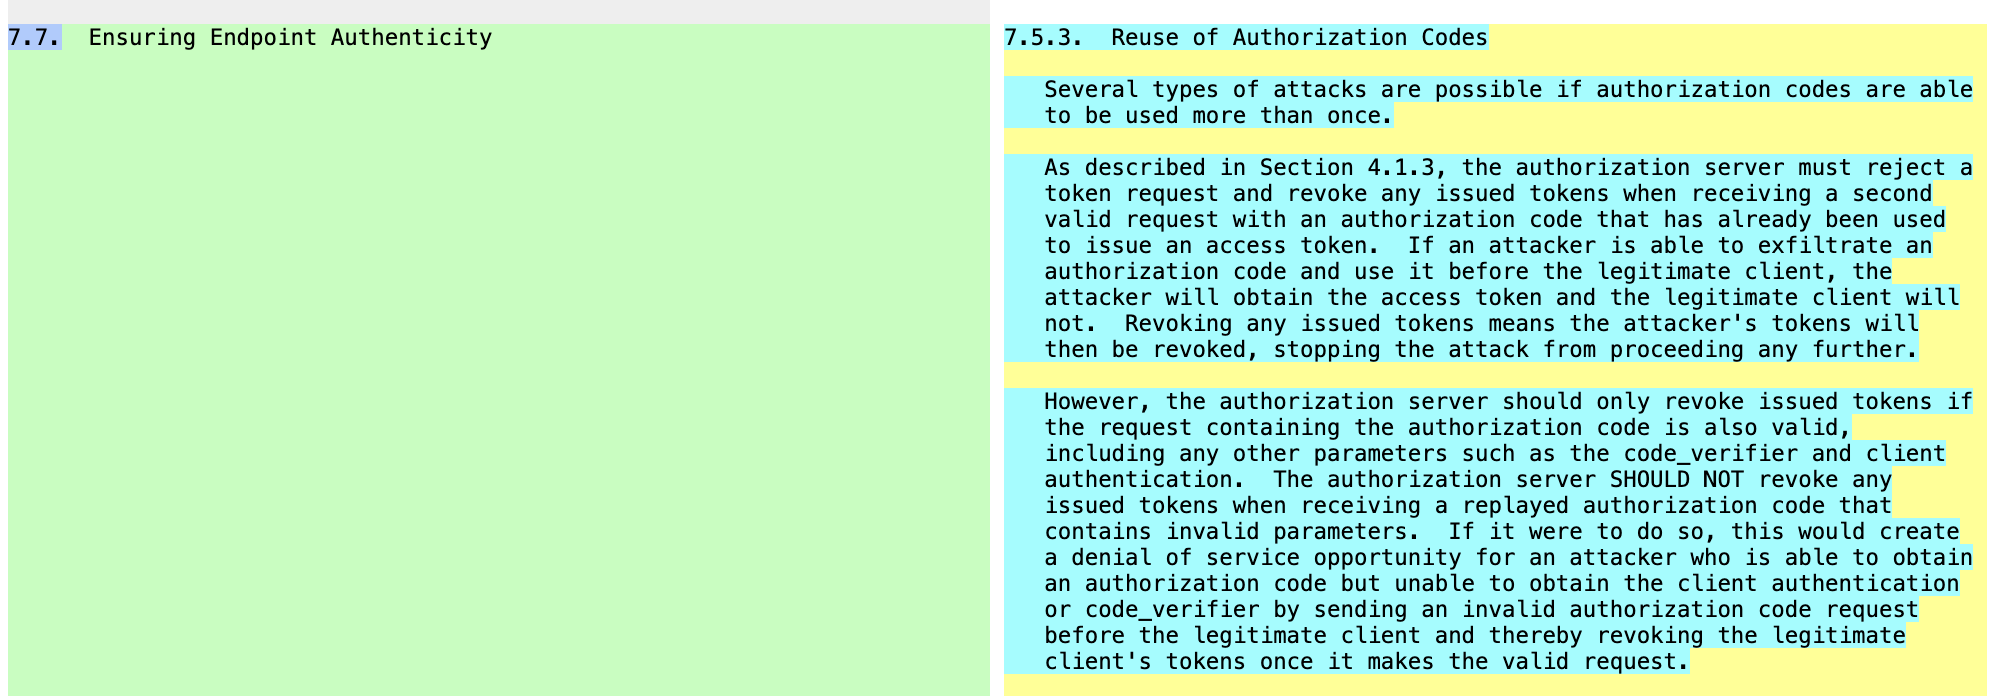 7.7.  Ensuring Endpoint Authenticity
7.5.3.  Reuse of Authorization Codes
Several types of attacks are possible if authorization codes are able
to be used more than once.
As described in Section 4.1.3, the authorization server must reject a
token request and revoke any issued tokens when receiving a second
valid request with an authorization code that has already been used
to issue an access token.  If an attacker is able to exfiltrate an
authorization code and use it before the legitimate client, the
attacker will obtain the access token and the legitimate client will
not.  Revoking any issued tokens means the attacker's tokens will
then be revoked, stopping the attack from proceeding any further.
However, the authorization server should only revoke issued tokens if
the request containing the authorization code is also valid,
including any other parameters such as the code_verifier and client
authentication.  The authorization server SHOULD NOT revoke any
issued tokens when receiving a replayed authorization code that
contains invalid parameters.  If it were to do so, this would create
a denial of service opportunity for an attacker who is able to obtain
an authorization code but unable to obtain the client authentication
or code_verifier by sending an invalid authorization code request
before the legitimate client and thereby revoking the legitimate
client's tokens once it makes the valid request.